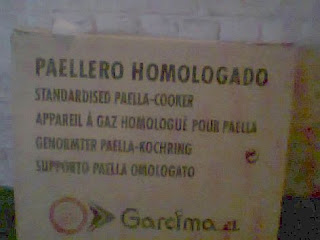 PAELLERO HOMOLOGADO
STANDARDISED PAELLA-COOKER
APPAREIL À GAZ HOMOLOGUÉ POUR PAELLA
GENORMTER PAELLA-KOCHRING
SUPPORTO PAELLA OMOLOGATO
Garcima